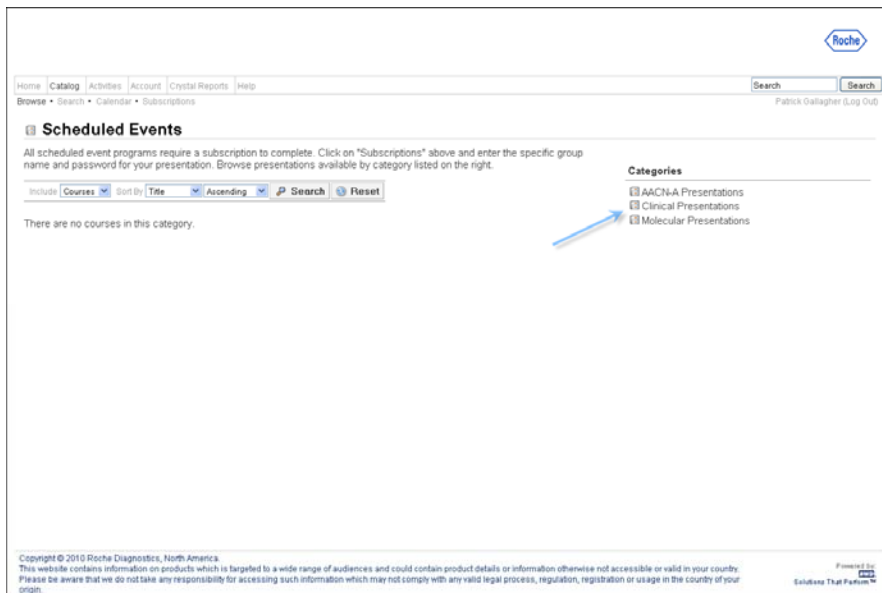 Roche
Home Catalog Activities Account Crystal Reports Help
Search Search
Browse • Search • Calendar • Subscriptions
Patrick Gallagher (Log Out)
Scheduled Events
All scheduled event programs require a subscription to complete. Click on "Subscriptions" above and enter the specific group
name and password for your presentation. Browse presentations available by category listed on the right.
Include Courses Sort By Title Ascending Search Reset
There are no courses in this category.
Categories
AACN-A Presentations
Clinical Presentations
Molecular Presentations
Copyright © 2010 Roche Diagnostics, North America.
This website contains information on products which is targeted to a wide range of audiences and could contain product details or information otherwise not accessible or valid in your country.
Please be aware that we do not take any responsibility for accessing such information which may not comply with any valid legal process, regulation, registration or usage in the country of your
origin.
Powered by:
Solutions That Perform™